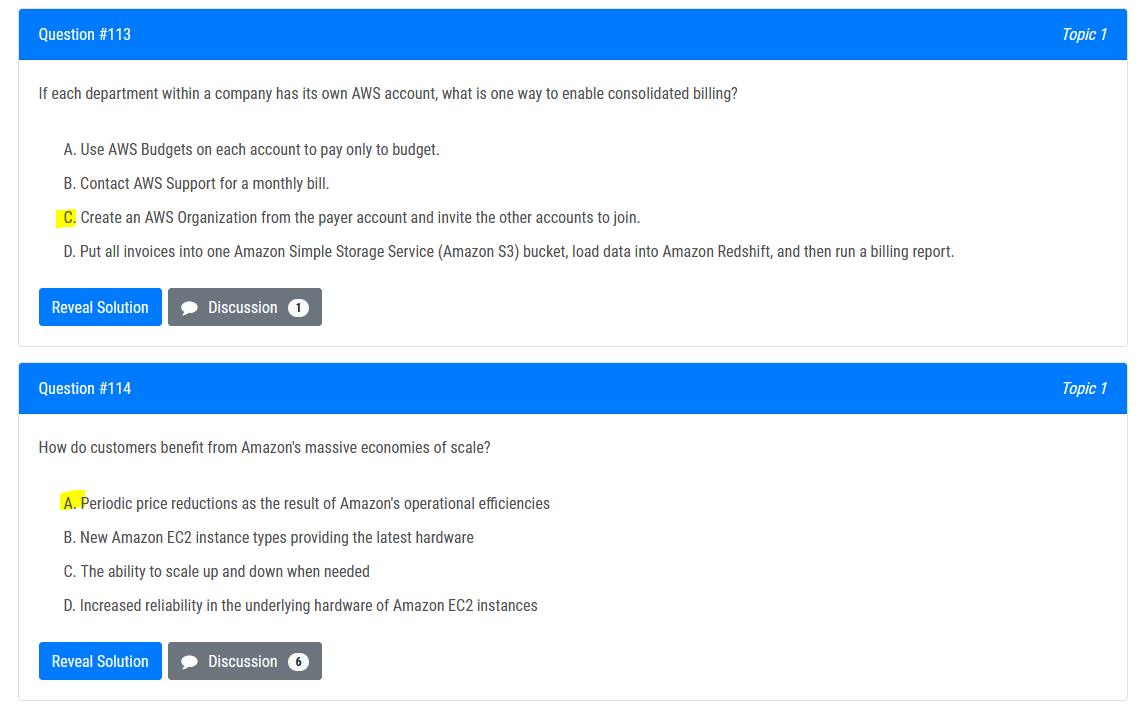 Question #113
Topic 1
If each department within a company has its own AWS account, what is one way to enable consolidated billing?
A. Use AWS Budgets on each account to pay only to budget.
B. Contact AWS Support for a monthly bill.
C. Create an AWS Organization from the payer account and invite the other accounts to join.
D. Put all invoices into one Amazon Simple Storage Service (Amazon S3) bucket, load data into Amazon Redshift, and then run a billing report.
Reveal Solution
Discussion 1
Question #114
Topic 1
How do customers benefit from Amazon's massive economies of scale?
A. Periodic price reductions as the result of Amazon's operational efficiencies
B. New Amazon EC2 instance types providing the latest hardware
C. The ability to scale up and down when needed
D. Increased reliability in the underlying hardware of Amazon EC2 instances
Reveal Solution
Discussion 6